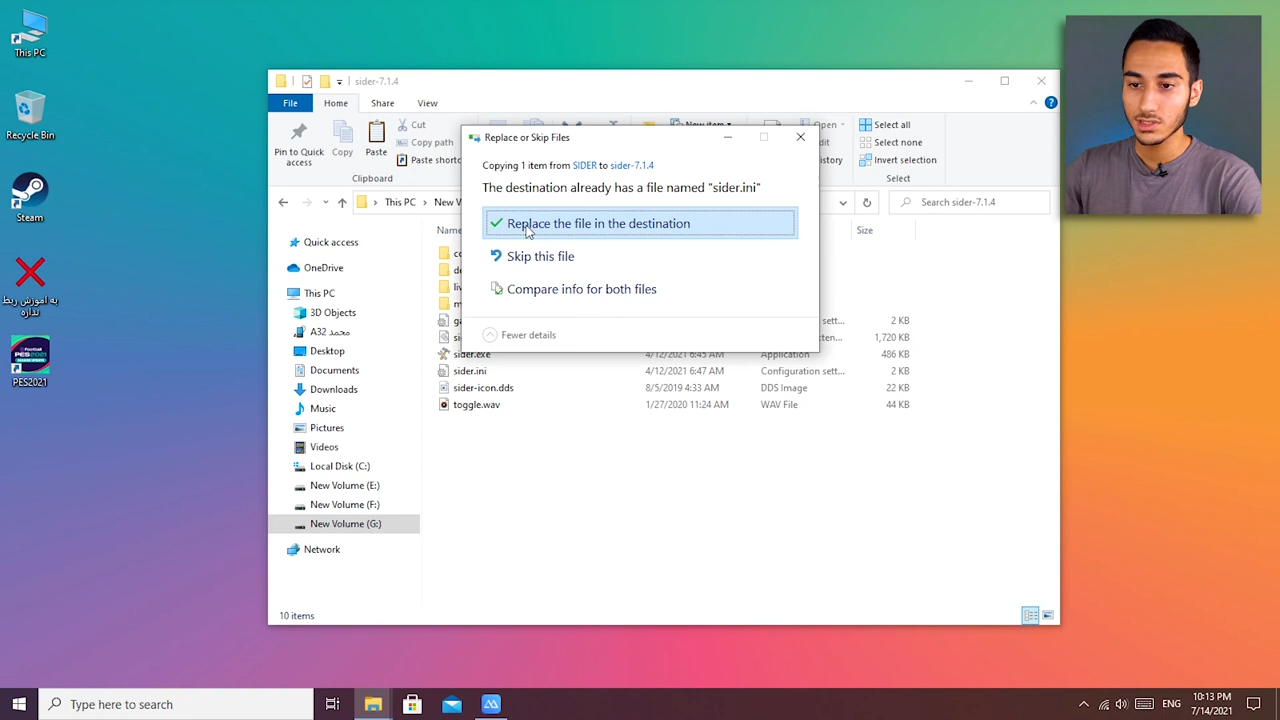 This PC
Recycle Bin
Steam
به آموزش ربط
نداره
PES2021
sider-7.1.4
File
Home
Share
View
Pin to Quick
access
Copy
Paste
Cut
Copy path
Paste shortc
Clipboard
New item
Open
Edit
history
Select all
Select none
Invert selection
Select
This PC
New V
Search sider-7.1.4
Quick access
OneDrive
This PC
3D Objects
محمد A32
Desktop
Documents
Downloads
Music
Pictures
Videos
Local Disk (C:)
New Volume (E:)
New Volume (F:)
New Volume (G:)
Network
Name
Size
Replace or Skip Files
Copying 1 item from SIDER to sider-7.1.4
The destination already has a file named "sider.ini"
Replace the file in the destination
Skip this file
Compare info for both files
Fewer details
co
de
liv
m
ga
sett...
2 KB
si
ten...
1,720 KB
sider.exe
4/12/2021 6:45 AM
Application
486 KB
sider.ini
4/12/2021 6:47 AM
Configuration sett...
2 KB
sider-icon.dds
8/5/2019 4:33 AM
DDS Image
22 KB
toggle.wav
1/27/2020 11:24 AM
WAV File
44 KB
10 items
Type here to search
ENG
10:13 PM
7/14/2021